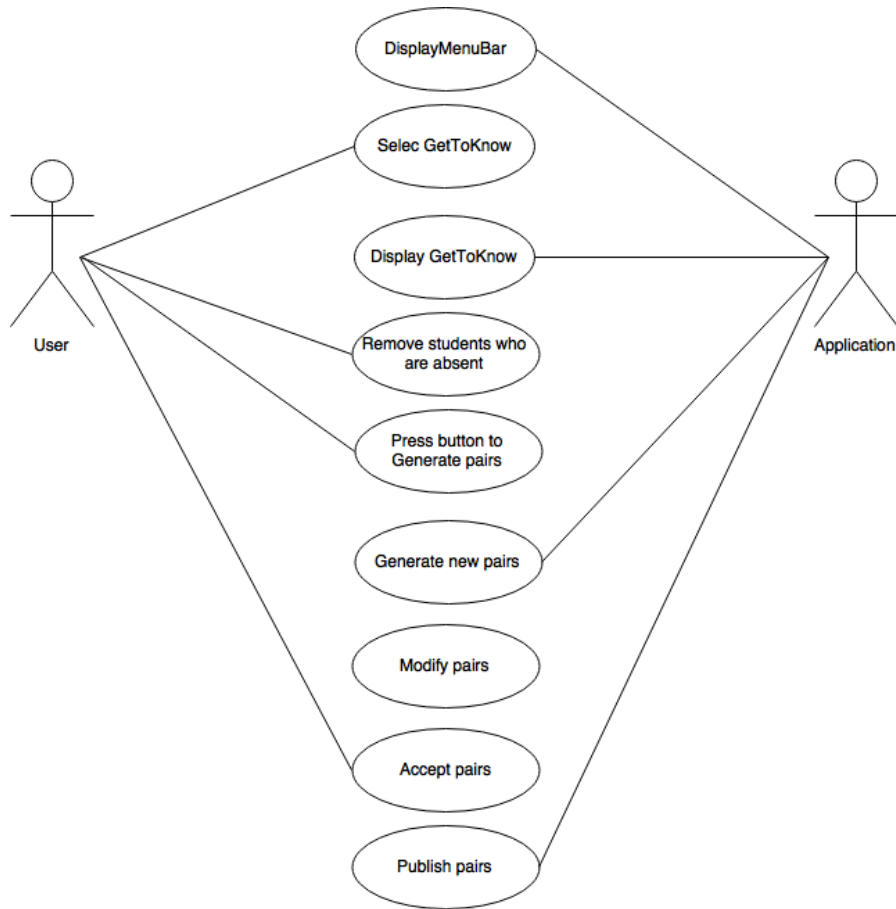 DisplayMenuBar
Selec GetToKnow
Display GetToKnow
Remove students who
are absent
Press button to
Generate pairs
Generate new pairs
Modify pairs
Accept pairs
Publish pairs
User
Application